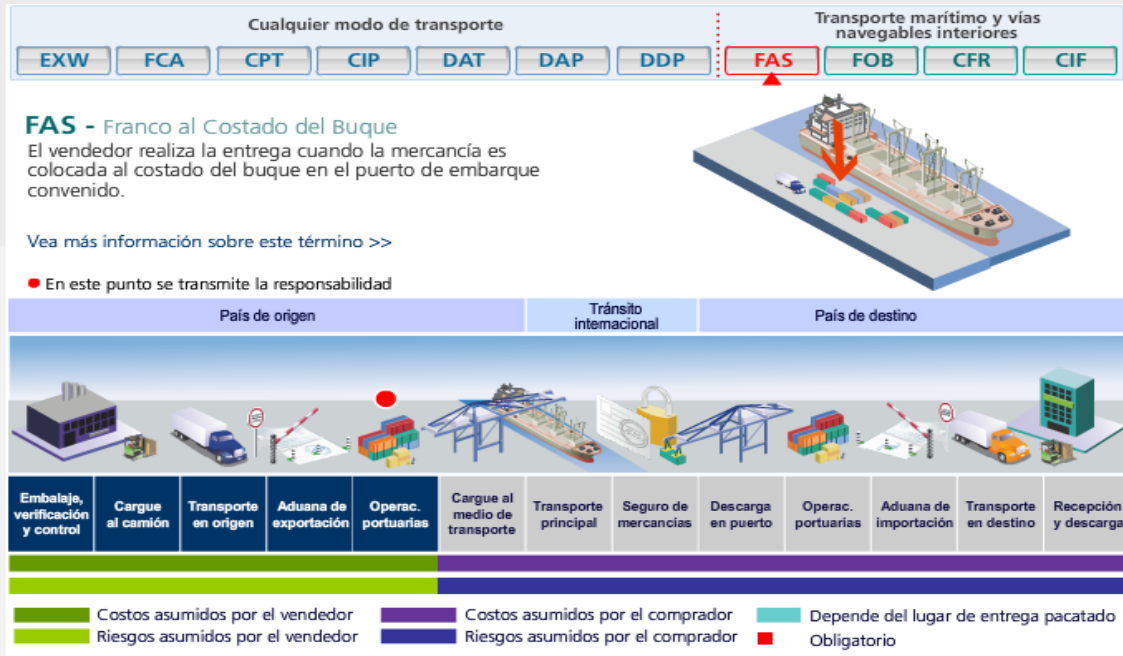 Cualquier modo de transporte
Transporte marítimo y vías
navegables interiores
EXW FCA CPT CIP DAT DAP DDP FAS FOB CFR CIF
FAS - Franco al Costado del Buque
El vendedor realiza la entrega cuando la mercancía es
colocada al costado del buque en el puerto de embarque
convenido.
Vea más información sobre este término >>
En este punto se transmite la responsabilidad
País de origen
Tránsito
internacional
País de destino
Embalaje,
verificación
y control
Cargue
al camión
Transporte
en origen
Aduana de
exportación
Operac.
portuarias
Cargue al
medio de
transporte
Transporte
principal
Seguro de
mercancías
Descarga
en puerto
Operac.
portuarias
Aduana de
importación
Transporte
en destino
Recepción
y descarga
Costos asumidos por el vendedor
Riesgos asumidos por el vendedor
Costos asumidos por el comprador
Riesgos asumidos por el comprador
Depende del lugar de entrega pacatado
Obligatorio